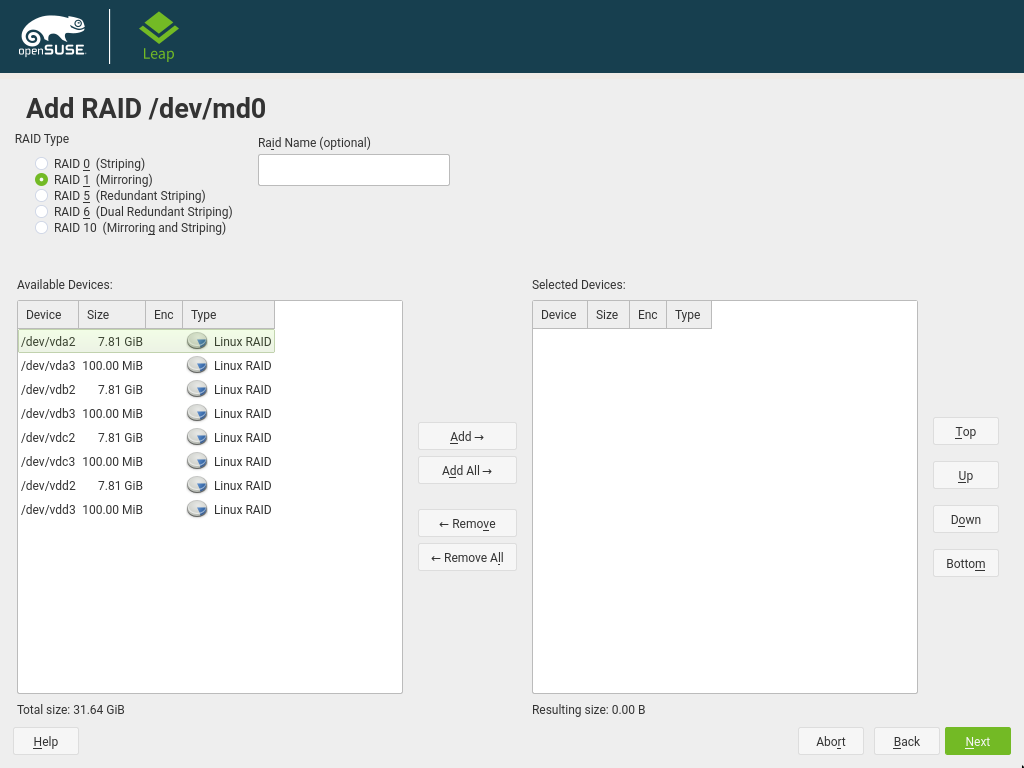 openSUSE
Leap
Add RAID /dev/md0
RAID Type
RAID 0 (Striping)
RAID 1 (Mirroring)
RAID 5 (Redundant Striping)
RAID 6 (Dual Redundant Striping)
RAID 10 (Mirroring and Striping)
Raid Name (optional)
Available Devices:
Device Size Enc Type
/dev/vda2 7.81 GiB Linux RAID
/dev/vda3 100.00 MiB Linux RAID
/dev/vdb2 7.81 GiB Linux RAID
/dev/vdb3 100.00 MiB Linux RAID
/dev/vdc2 7.81 GiB Linux RAID
/dev/vdc3 100.00 MiB Linux RAID
/dev/vdd2 7.81 GiB Linux RAID
/dev/vdd3 100.00 MiB Linux RAID
Total size: 31.64 GiB
Add →
Add All →
← Remove
← Remove All
Selected Devices:
Device Size Enc Type
Resulting size: 0.00 B
Top
Up
Down
Bottom
Help
Abort
Back
Next